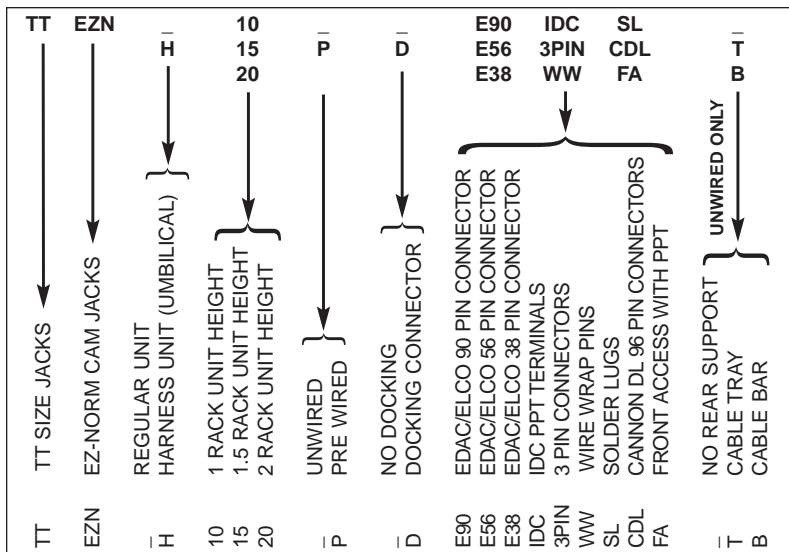 TT EZN _ 10 _ _ E90 IDC SL _
H 15 P D E56 3PIN CDL T
20 E38 WW FA B
UNWIRED ONLY
TT TT SIZE JACKS
EZN EZ-NORM CAM JACKS
_ REGULAR UNIT
H HARNESS UNIT (UMBILICAL)
10 1 RACK UNIT HEIGHT
15 1.5 RACK UNIT HEIGHT
20 2 RACK UNIT HEIGHT
_ UNWIRED
P PRE WIRED
_ NO DOCKING
D DOCKING CONNECTOR
E90 EDAC/ELCO 90 PIN CONNECTOR
E56 EDAC/ELCO 56 PIN CONNECTOR
E38 EDAC/ELCO 38 PIN CONNECTOR
IDC IDC PPT TERMINALS
3PIN 3 PIN CONNECTORS
WW WIRE WRAP PINS
SL SOLDER LUGS
CDL CANNON DL 96 PIN CONNECTORS
FA FRONT ACCESS WITH PPT
_ NO REAR SUPPORT
T CABLE TRAY
B CABLE BAR